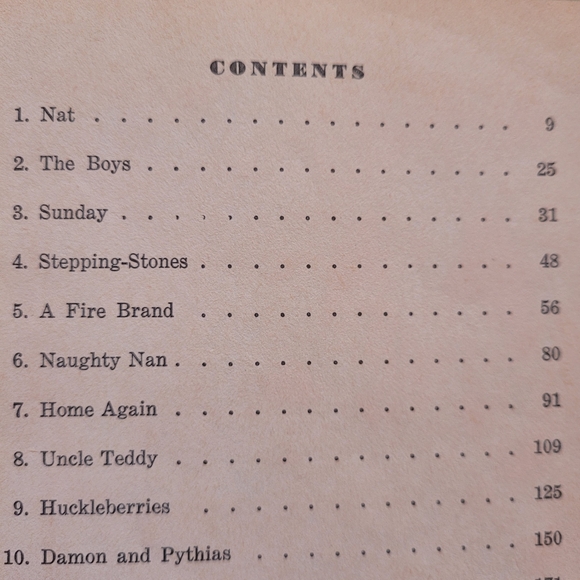 CONTENTS
1. Nat . . . . . . . . . . . . . . . . . 9
2. The Boys . . . . . . . . . . . . . . . 25
3. Sunday . . . . . . . . . . . . . . . . 31
4. Stepping-Stones . . . . . . . . . . . . . 48
5. A Fire Brand . . . . . . . . . . . . . 56
6. Naughty Nan . . . . . . . . . . . . . . 80
7. Home Again . . . . . . . . . . . . . . 91
8. Uncle Teddy . . . . . . . . . . . . . . 109
9. Huckleberries . . . . . . . . . . . . . 125
10. Damon and Pythias . . . . . . . . . . . 150